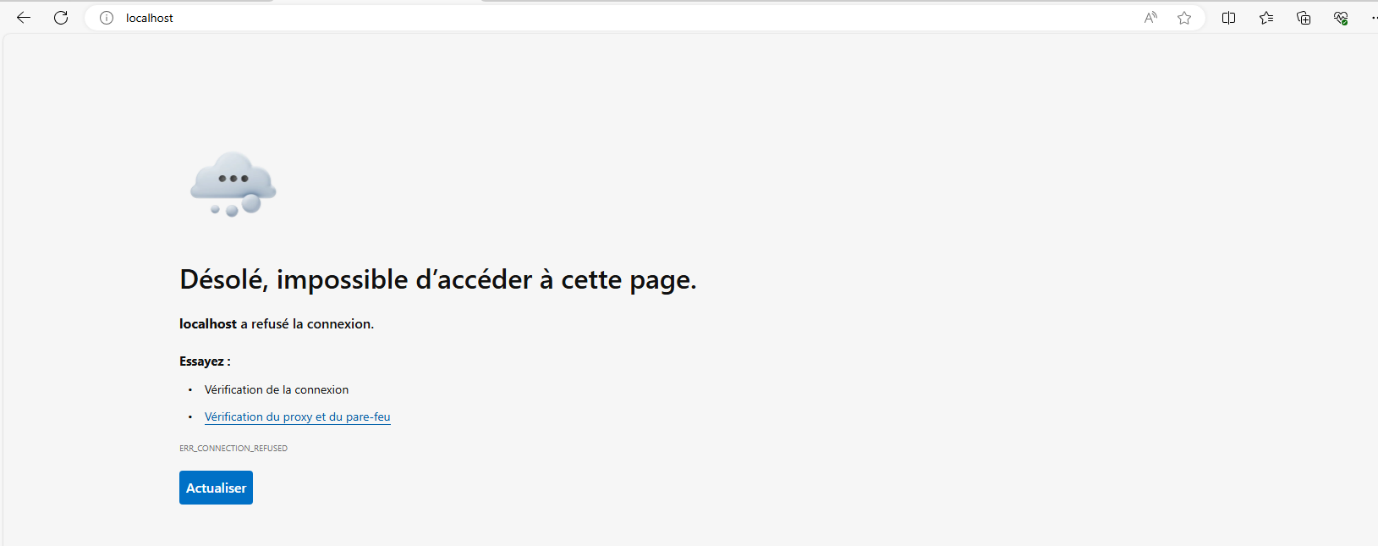 localhost
Désolé, impossible d’accéder à cette page.
localhost a refusé la connexion.
Essayez :
• Vérification de la connexion
• Vérification du proxy et du pare-feu
ERR_CONNECTION_REFUSED
Actualiser